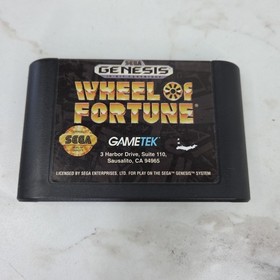 SEGA
GENESIS
WHEEL OF
FORTUNE®
SEGA
GAMETEK
3 Harbor Drive, Suite 110,
Sausalito, CA 94965
LICENSED BY SEGA ENTERPRISES, LTD. FOR PLAY ON THE SEGA™ GENESIS™ SYSTEM.